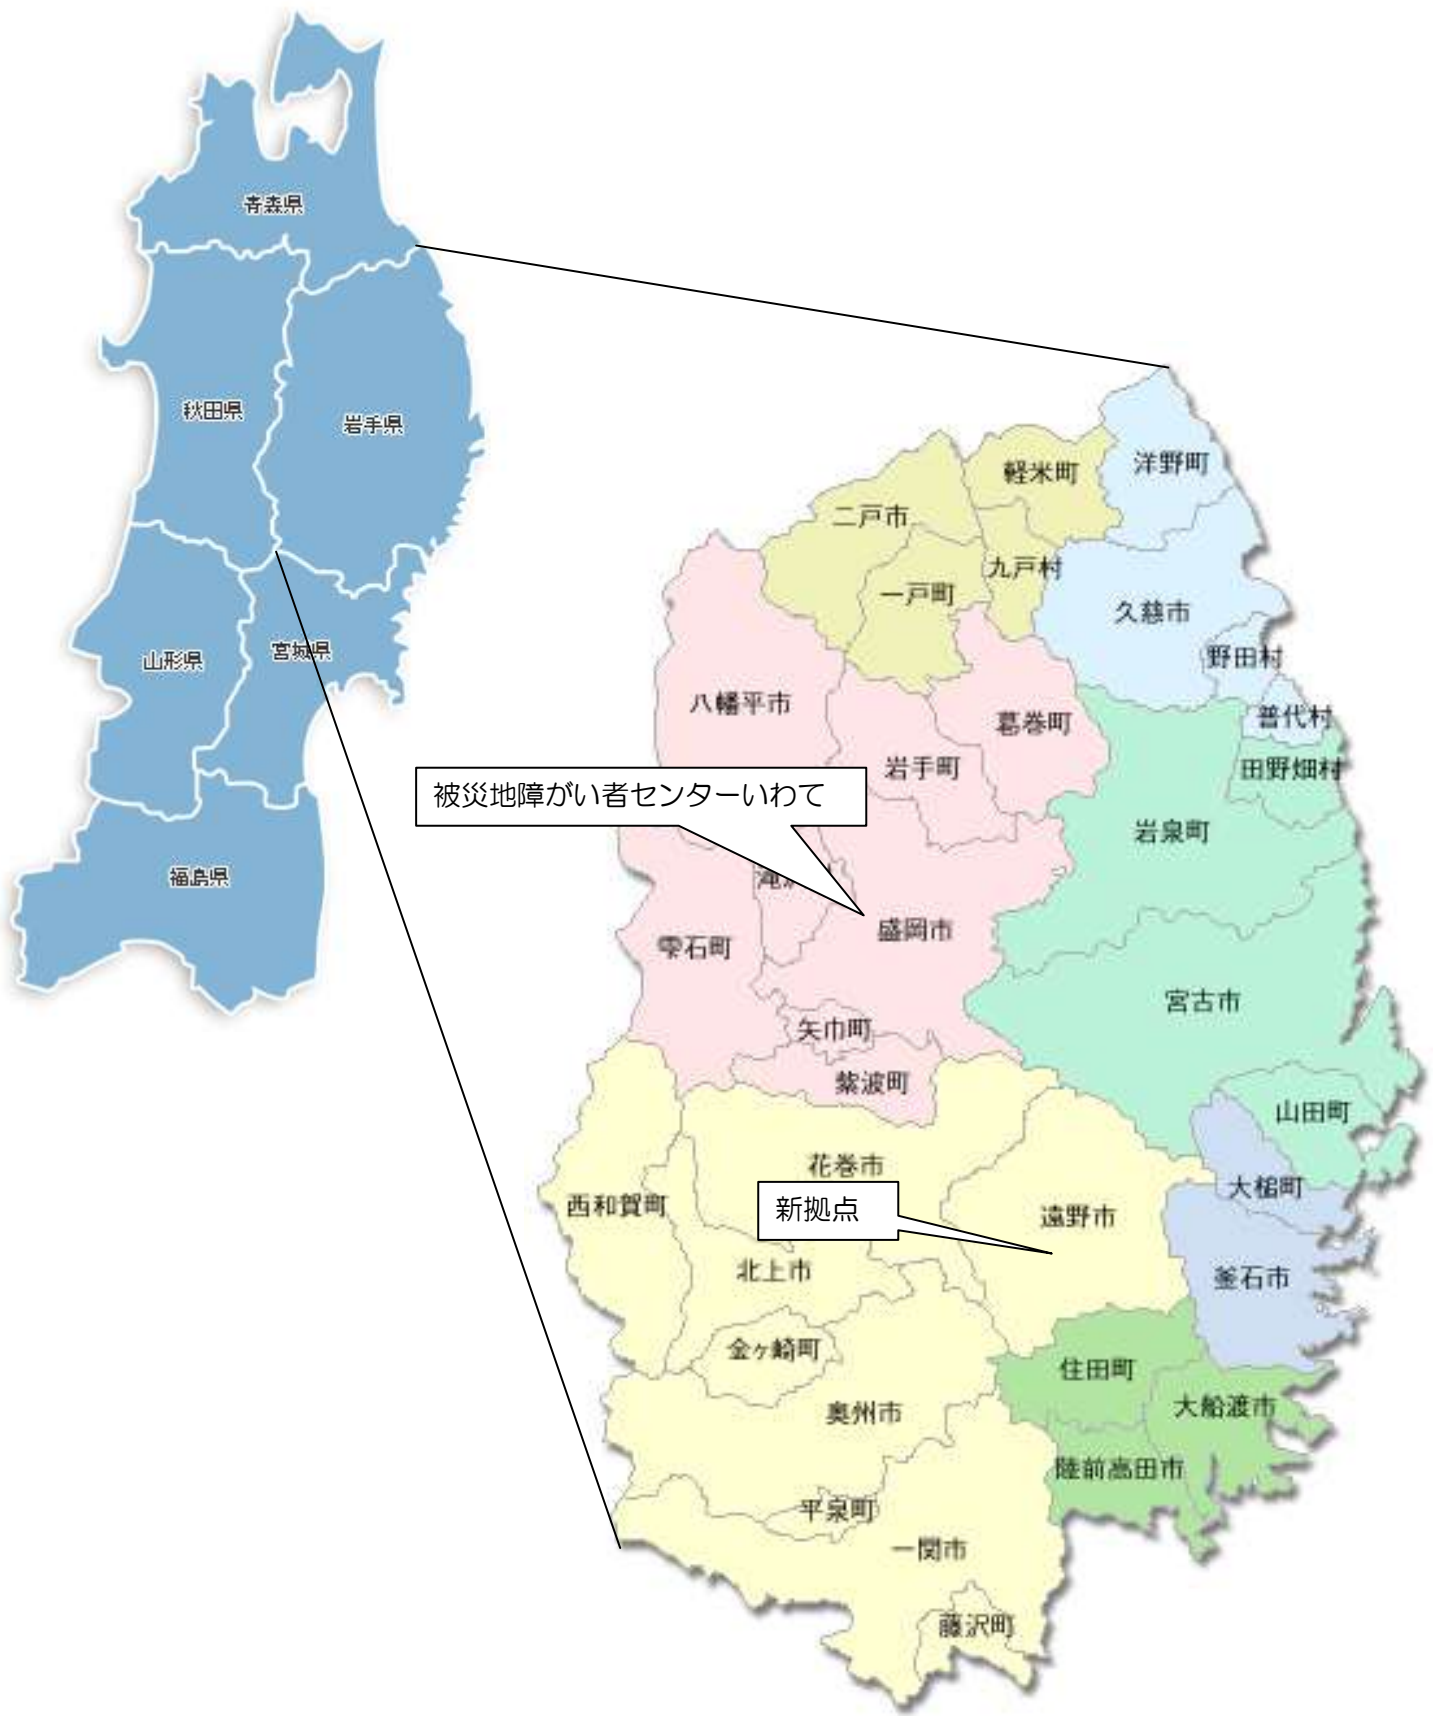 青森県
秋田県
岩手県
山形県
宮城県
福島県
洋野町
軽米町
二戸市
九戸村
一戸町
久慈市
野田村
八幡平市
葛巻町
普代村
岩手町
田野畑村
被災地障がい者センターいわて
岩泉町
盛岡市
雫石町
宮古市
矢巾町
紫波町
山田町
花巻市
大槌町
西和賀町
新拠点
遠野市
北上市
釜石市
金ヶ崎町
住田町
奥州市
大船渡市
陸前高田市
平泉町
一関市
藤沢町